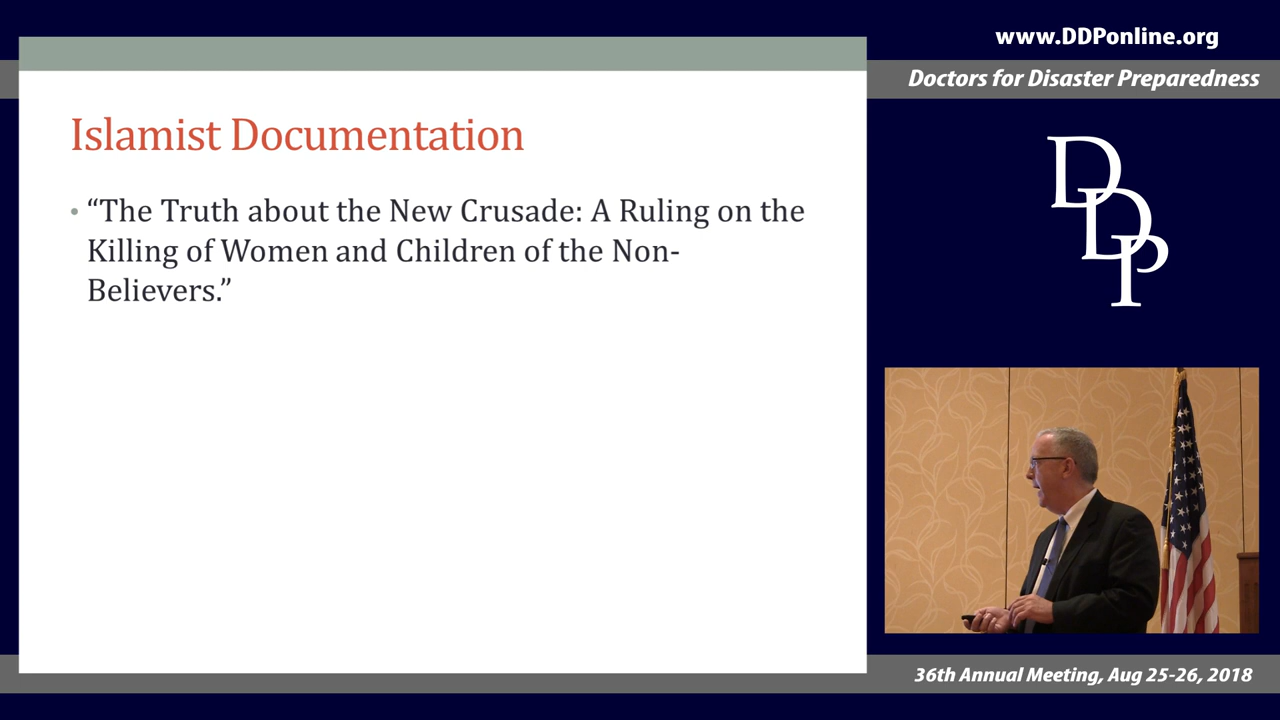 www.DDPonline.org
Doctors for Disaster Preparedness
Islamist Documentation
• “The Truth about the New Crusade: A Ruling on the
Killing of Women and Children of the Non-
Believers.”
DDP
36th Annual Meeting, Aug 25-26, 2018